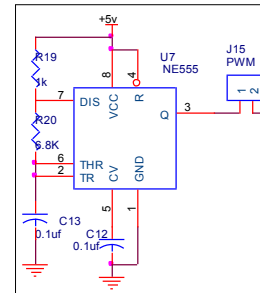 +5v
R19
1k
U7
NE555
J15
PWM
8
4
7
DIS
VCC
R
Q
3
1
2
R20
6.8K
6
THR
2
TR
CV
GND
5
1
C13
0.1uf
C12
0.1uf